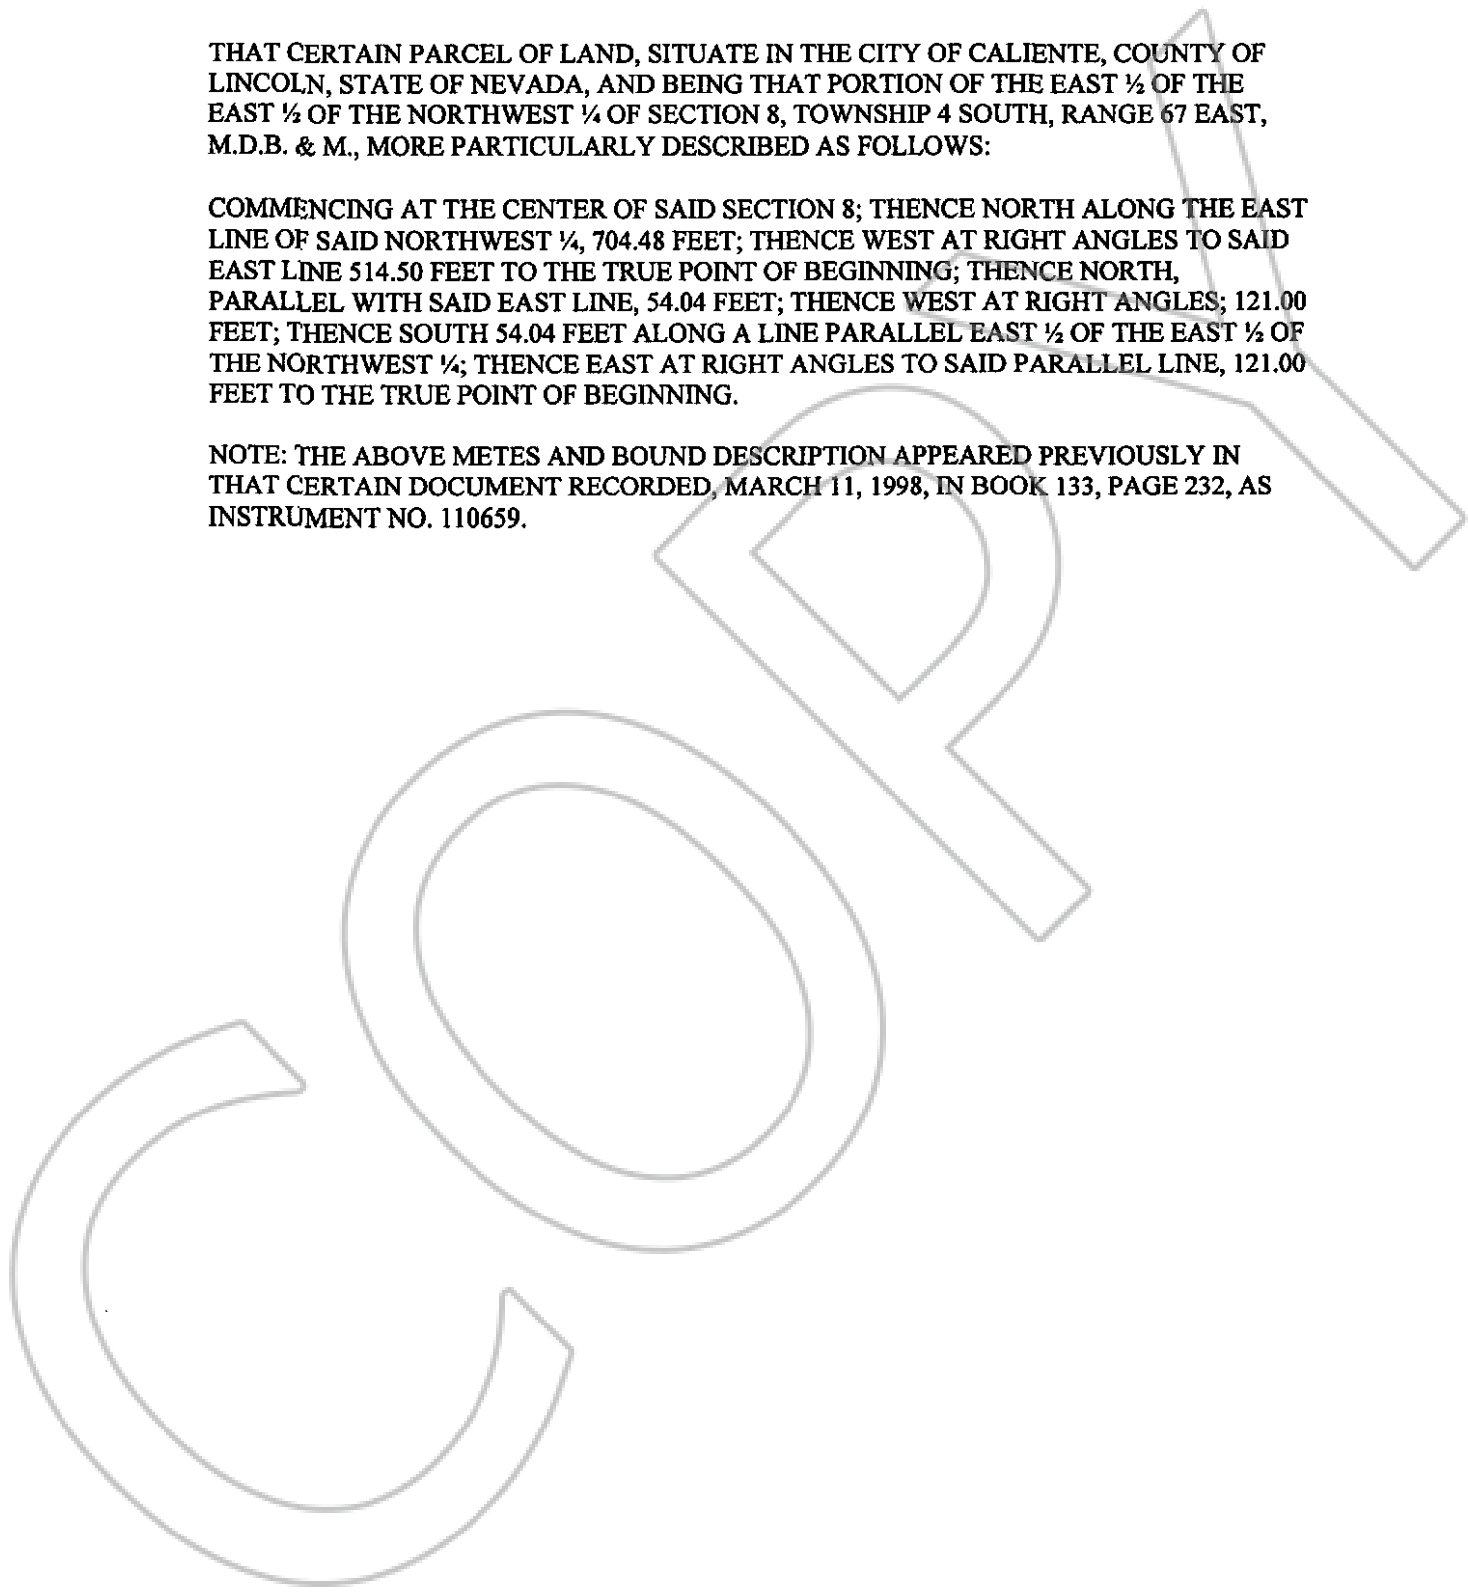 THAT CERTAIN PARCEL OF LAND, SITUATE IN THE CITY OF CALIENTE, COUNTY OF
LINCOLN, STATE OF NEVADA, AND BEING THAT PORTION OF THE EAST ½ OF THE
EAST ½ OF THE NORTHWEST ¼ OF SECTION 8, TOWNSHIP 4 SOUTH, RANGE 67 EAST,
M.D.B. & M., MORE PARTICULARLY DESCRIBED AS FOLLOWS:
COMMENCING AT THE CENTER OF SAID SECTION 8; THENCE NORTH ALONG THE EAST
LINE OF SAID NORTHWEST ¼, 704.48 FEET; THENCE WEST AT RIGHT ANGLES TO SAID
EAST LINE 514.50 FEET TO THE TRUE POINT OF BEGINNING; THENCE NORTH,
PARALLEL WITH SAID EAST LINE, 54.04 FEET; THENCE WEST AT RIGHT ANGLES; 121.00
FEET; THENCE SOUTH 54.04 FEET ALONG A LINE PARALLEL EAST ½ OF THE EAST ½ OF
THE NORTHWEST ¼; THENCE EAST AT RIGHT ANGLES TO SAID PARALLEL LINE, 121.00
FEET TO THE TRUE POINT OF BEGINNING.
NOTE: THE ABOVE METES AND BOUND DESCRIPTION APPEARED PREVIOUSLY IN
THAT CERTAIN DOCUMENT RECORDED, MARCH 11, 1998, IN BOOK 133, PAGE 232, AS
INSTRUMENT NO. 110659.
COPY